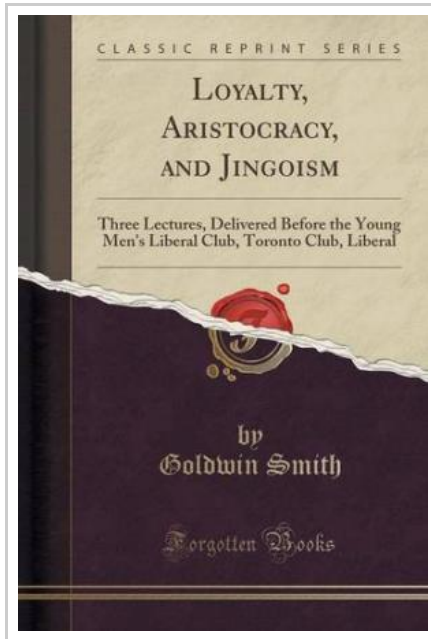 CLASSIC REPRINT SERIES
LOYALTY,
ARISTOCRACY,
AND JINGOISM
Three Lectures, Delivered Before the Young
Men's Liberal Club, Toronto Club, Liberal
by
Goldwin Smith
Forgotten Books